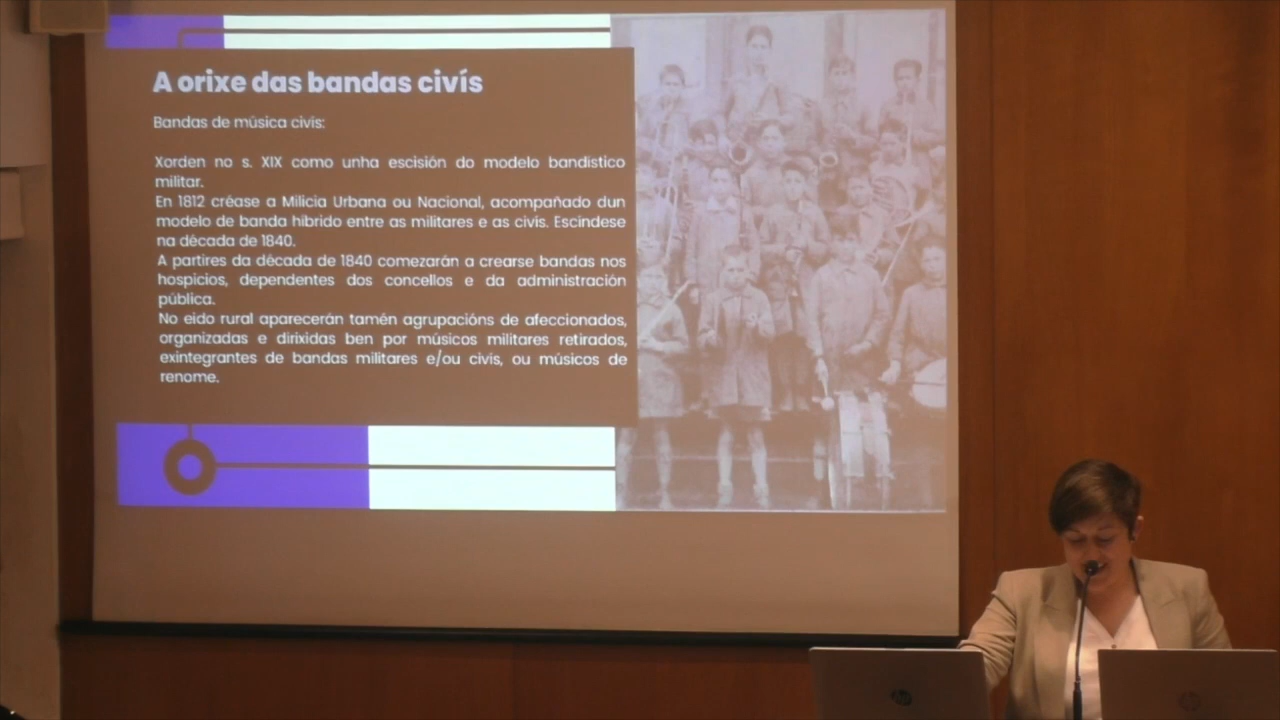 A orixe das bandas civís
Bandas de música civís:
Xorden no s. XIX como unha escisión do modelo bandístico
militar.
En 1812 créase a Milicia Urbana ou Nacional, acompañado dun
modelo de banda híbrido entre as militares e as civís. Escíndese
na década de 1840.
A partires da década de 1840 comezarán a crearse bandas nos
hospicios, dependentes dos concellos e da administración
pública.
No eido rural aparecerán tamén agrupacións de afeccionados,
organizadas e dirixidas ben por músicos militares retirados,
exintegrantes de bandas militares e/ou civís, ou músicos de
renome.